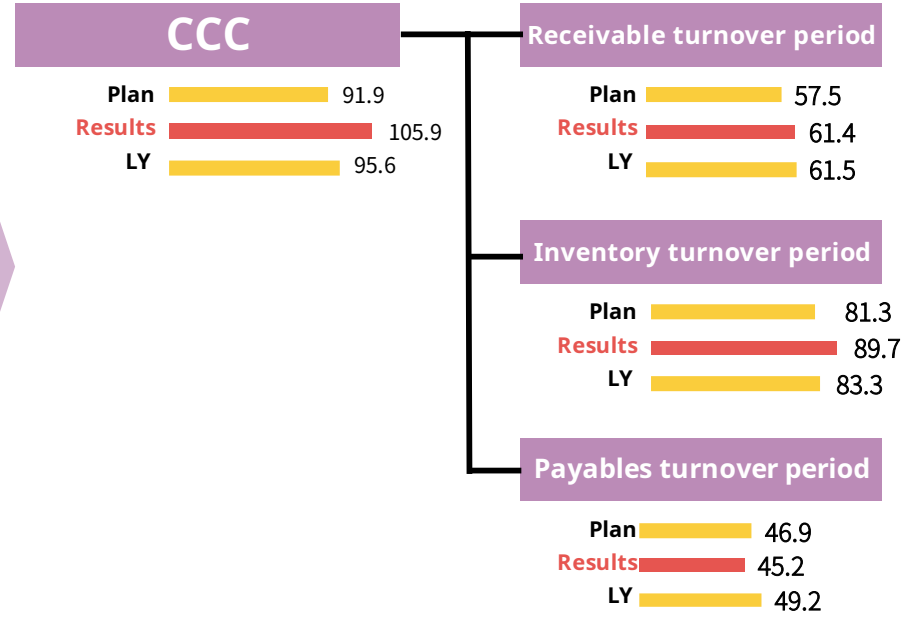 CCC
Plan 91.9
Results 105.9
LY 95.6
Receivable turnover period
Plan 57.5
Results 61.4
LY 61.5
Inventory turnover period
Plan 81.3
Results 89.7
LY 83.3
Payables turnover period
Plan 46.9
Results 45.2
LY 49.2